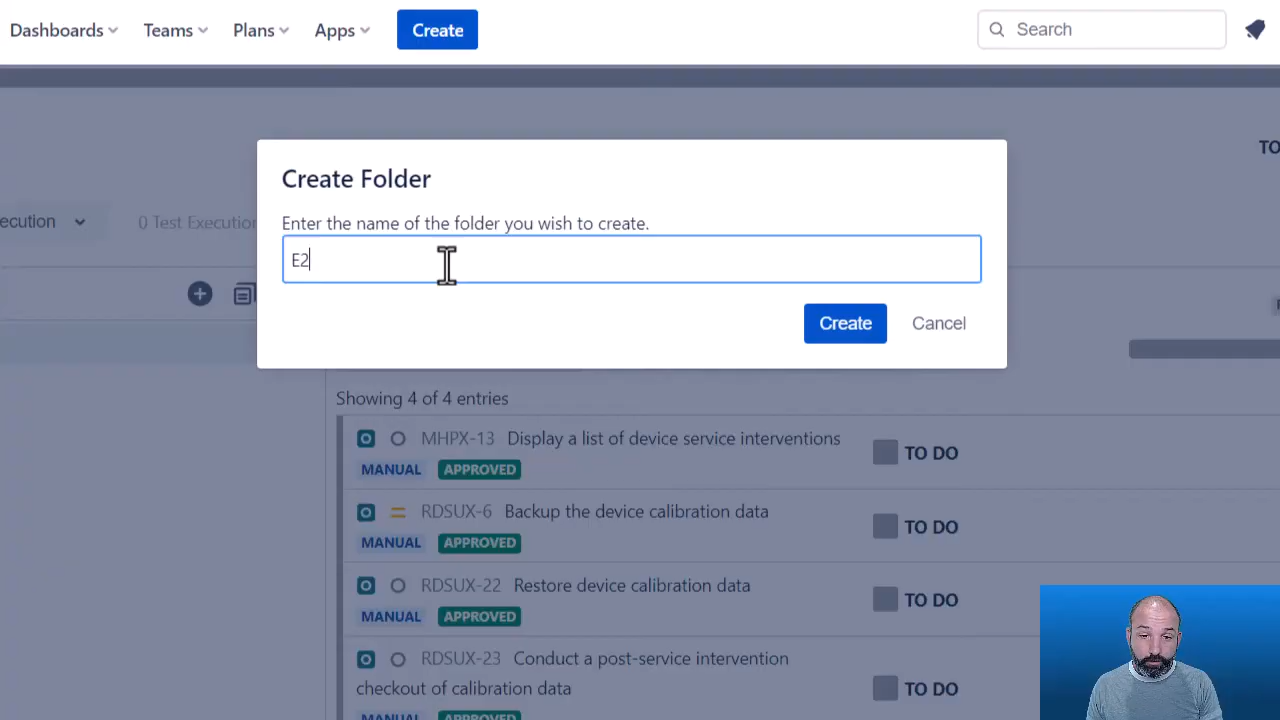 Dashboards Teams Plans Apps Create Search
TO
Create Folder
Enter the name of the folder you wish to create.
ecution 0 Test Execution
E2
Create Cancel
Showing 4 of 4 entries
MHPX-13 Display a list of device service interventions
TO DO
MANUAL APPROVED
RDSUX-6 Backup the device calibration data
TO DO
MANUAL APPROVED
RDSUX-22 Restore device calibration data
TO DO
MANUAL APPROVED
RDSUX-23 Conduct a post-service intervention
checkout of calibration data
TO DO
MANUAL APPROVED